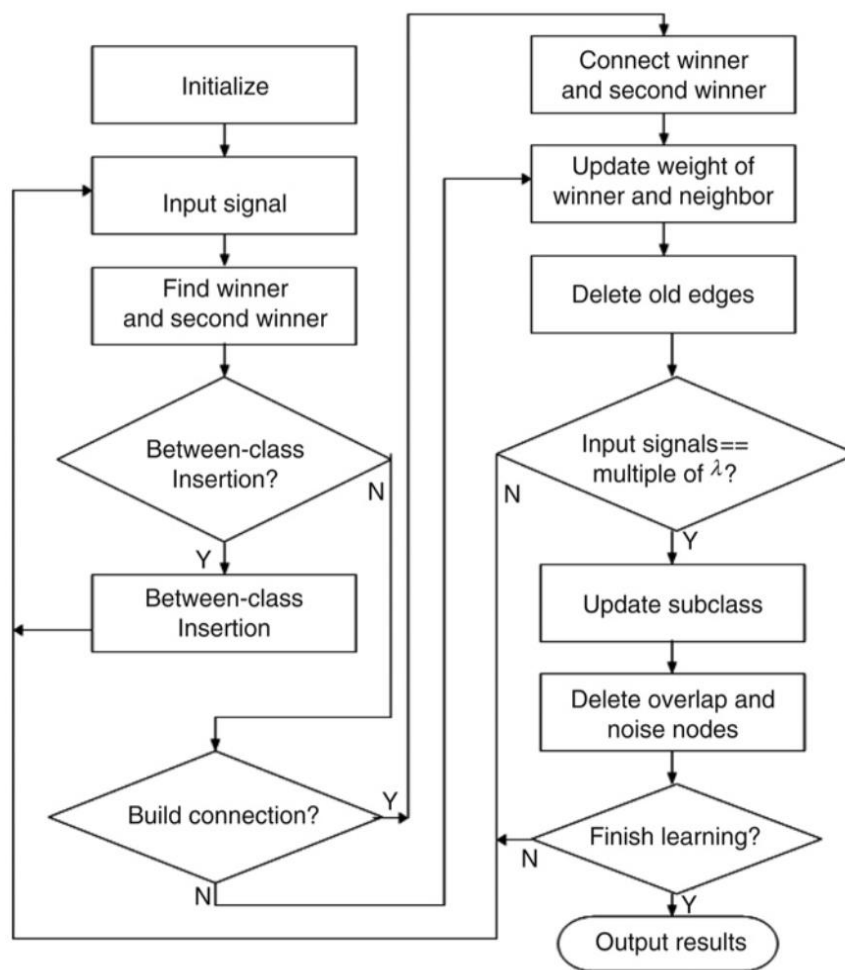 Initialize
Input signal
Find winner
and second winner
Between-class
Insertion?
N
Y
Between-class
Insertion
Build connection?
Y
N
Connect winner
and second winner
Update weight of
winner and neighbor
Delete old edges
Input signals==
multiple of λ?
N
Y
Update subclass
Delete overlap and
noise nodes
Finish learning?
N
Y
Output results